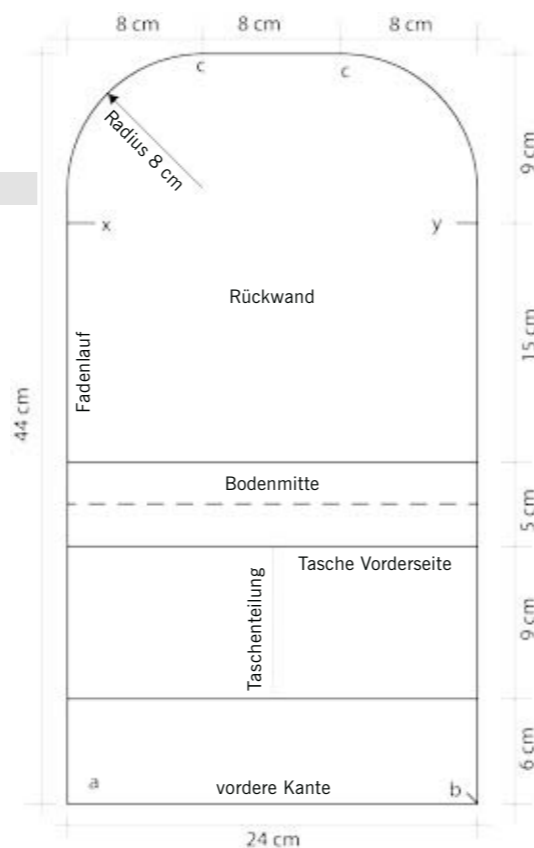 8 cm 8 cm 8 cm
c c
Radius 8 cm
9 cm
x y
Rückwand
15 cm
Fadenlauf
44 cm
Bodenmitte
5 cm
Tasche Vorderseite
Taschenteilung
9 cm
6 cm
a vordere Kante b
24 cm